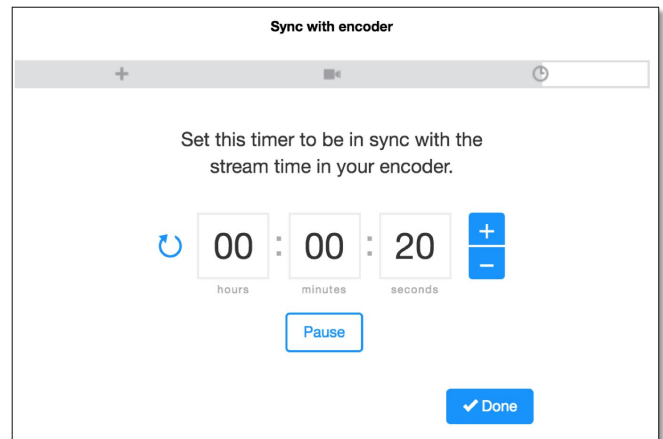 Sync with encoder
Set this timer to be in sync with the
stream time in your encoder.
00 : 00 : 20
hours minutes seconds
Pause
Done